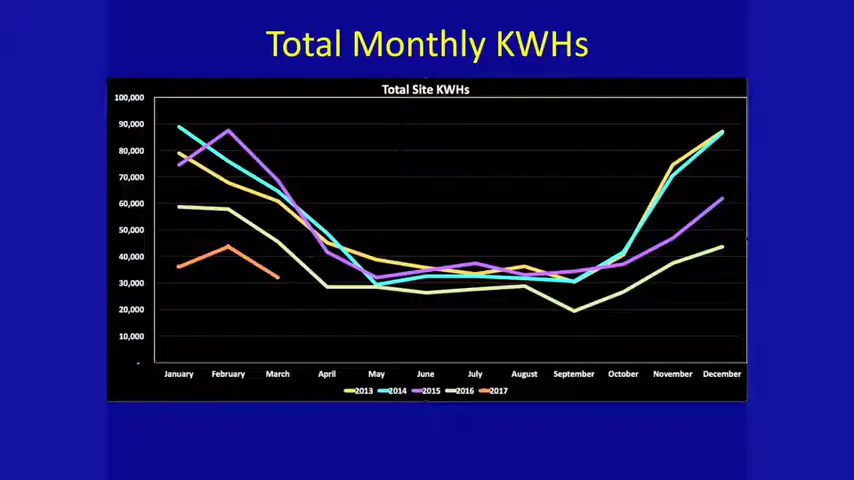 Total Monthly KWHs
Total Site KWHs
100,000
90,000
80,000
70,000
60,000
50,000
40,000
30,000
20,000
10,000
-
January February March April May June July August September October November December
2013 2014 2015 2016 2017